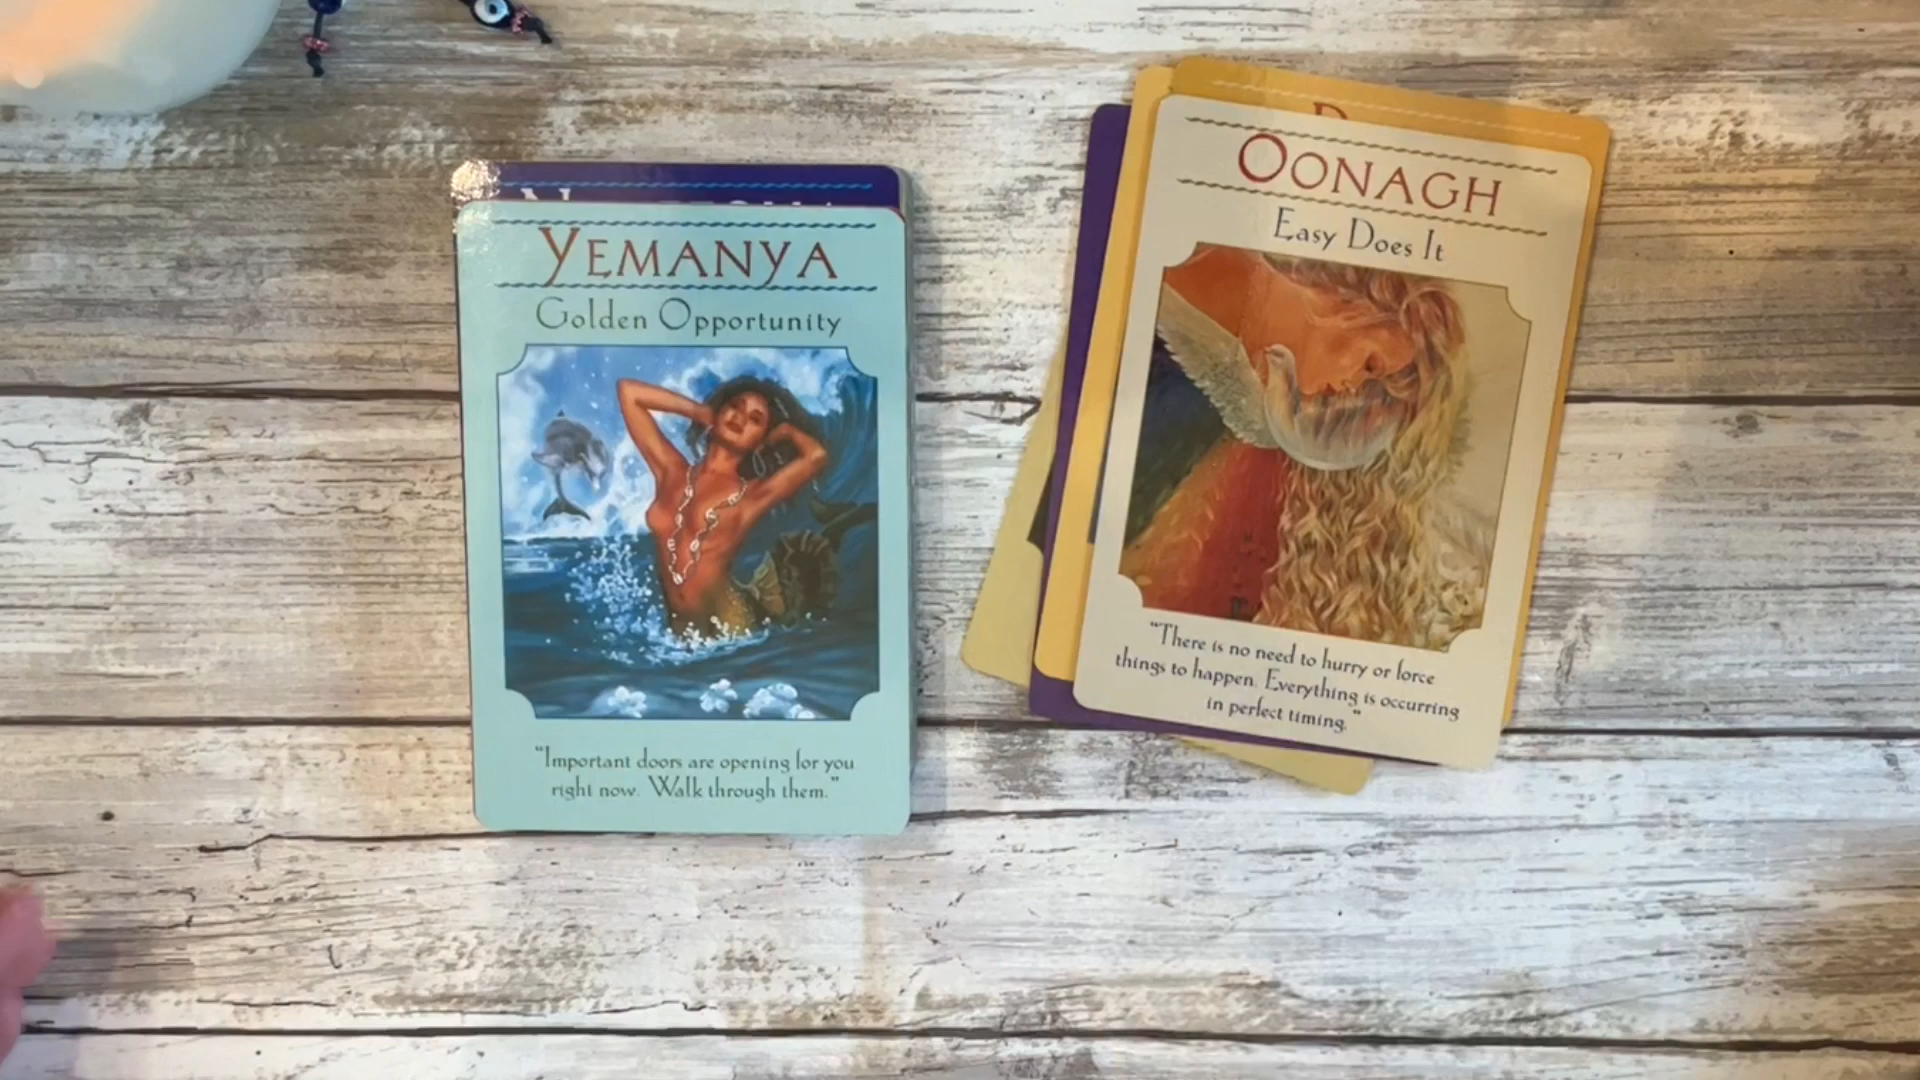 YEMANYA
Golden Opportunity
"Important doors are opening for you
right now. Walk through them."
OONAGH
Easy Does It
"There is no need to hurry or force
things to happen. Everything is occurring
in perfect timing."